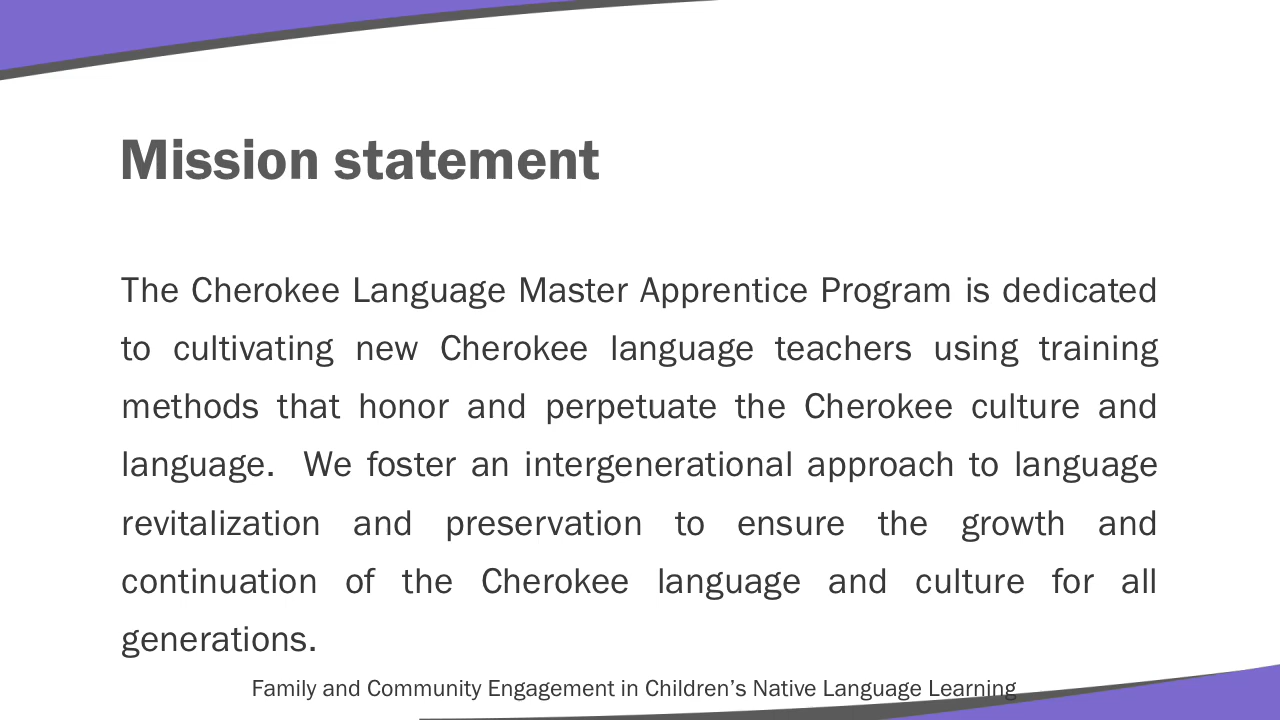 Mission statement
The Cherokee Language Master Apprentice Program is dedicated
to cultivating new Cherokee language teachers using training
methods that honor and perpetuate the Cherokee culture and
language.  We foster an intergenerational approach to language
revitalization and preservation to ensure the growth and
continuation of the Cherokee language and culture for all
generations.
Family and Community Engagement in Children’s Native Language Learning